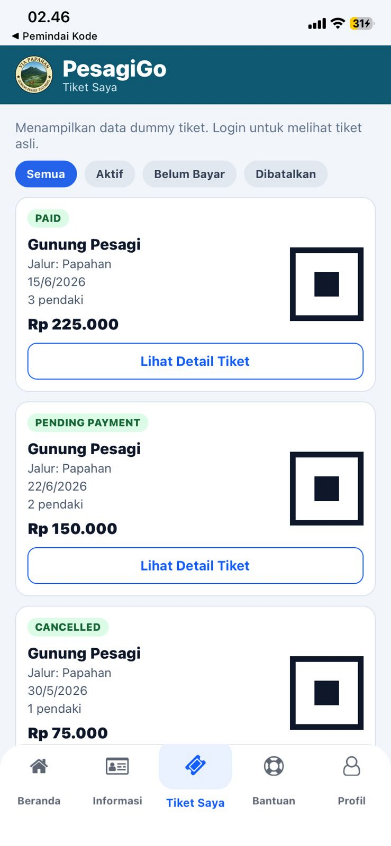 02.46
31
◀ Pemindai Kode
PesagiGo
Tiket Saya
Menampilkan data dummy tiket. Login untuk melihat tiket
asli.
Semua
Aktif
Belum Bayar
Dibatalkan
PAID
Gunung Pesagi
Jalur: Papahan
15/6/2026
3 pendaki
Rp 225.000
Lihat Detail Tiket
PENDING PAYMENT
Gunung Pesagi
Jalur: Papahan
22/6/2026
2 pendaki
Rp 150.000
Lihat Detail Tiket
CANCELLED
Gunung Pesagi
Jalur: Papahan
30/5/2026
1 pendaki
Rp 75.000
Beranda
Informasi
Tiket Saya
Bantuan
Profil